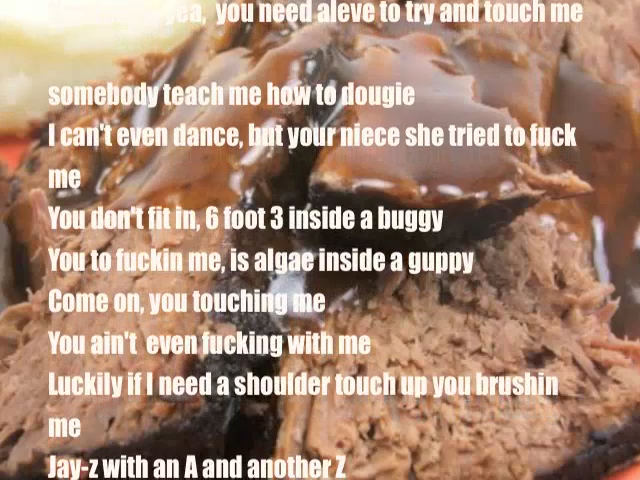 yea, you need aleve to try and touch me
somebody teach me how to dougie
I can't even dance, but your niece she tried to fuck
me
You don't fit in, 6 foot 3 inside a buggy
You to fuckin me, is algae inside a guppy
Come on, you touching me
You ain't even fucking with me
Luckily if I need a shoulder touch up you brushin
me
Jay-z with an A and another Z